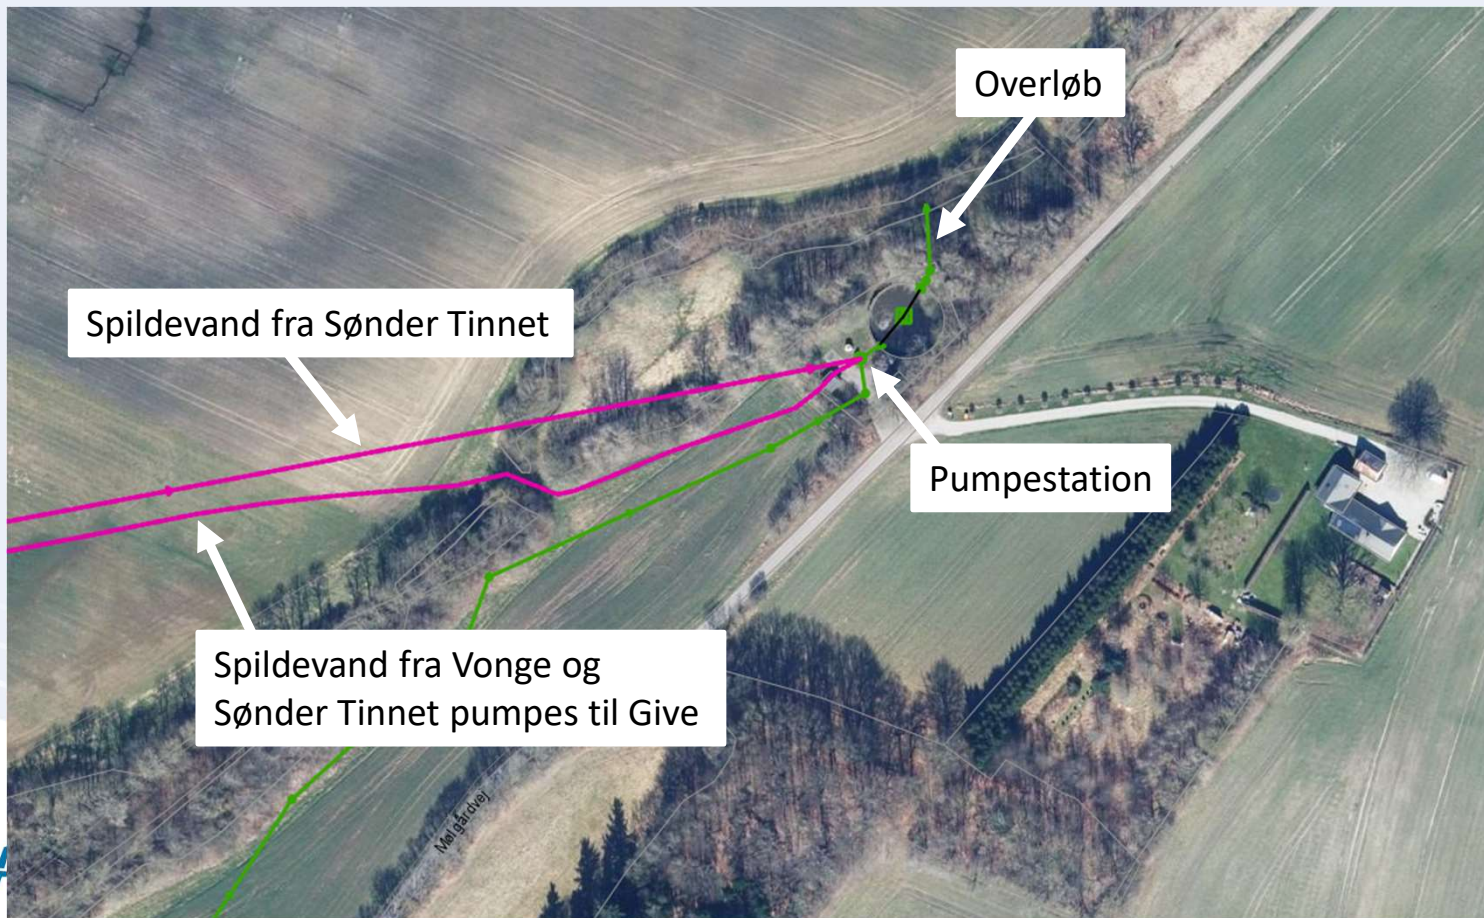 Overløb
Spildevand fra Sønder Tinnet
Pumpestation
Spildevand fra Vonge og
Sønder Tinnet pumpes til Give
Mølgårdvej